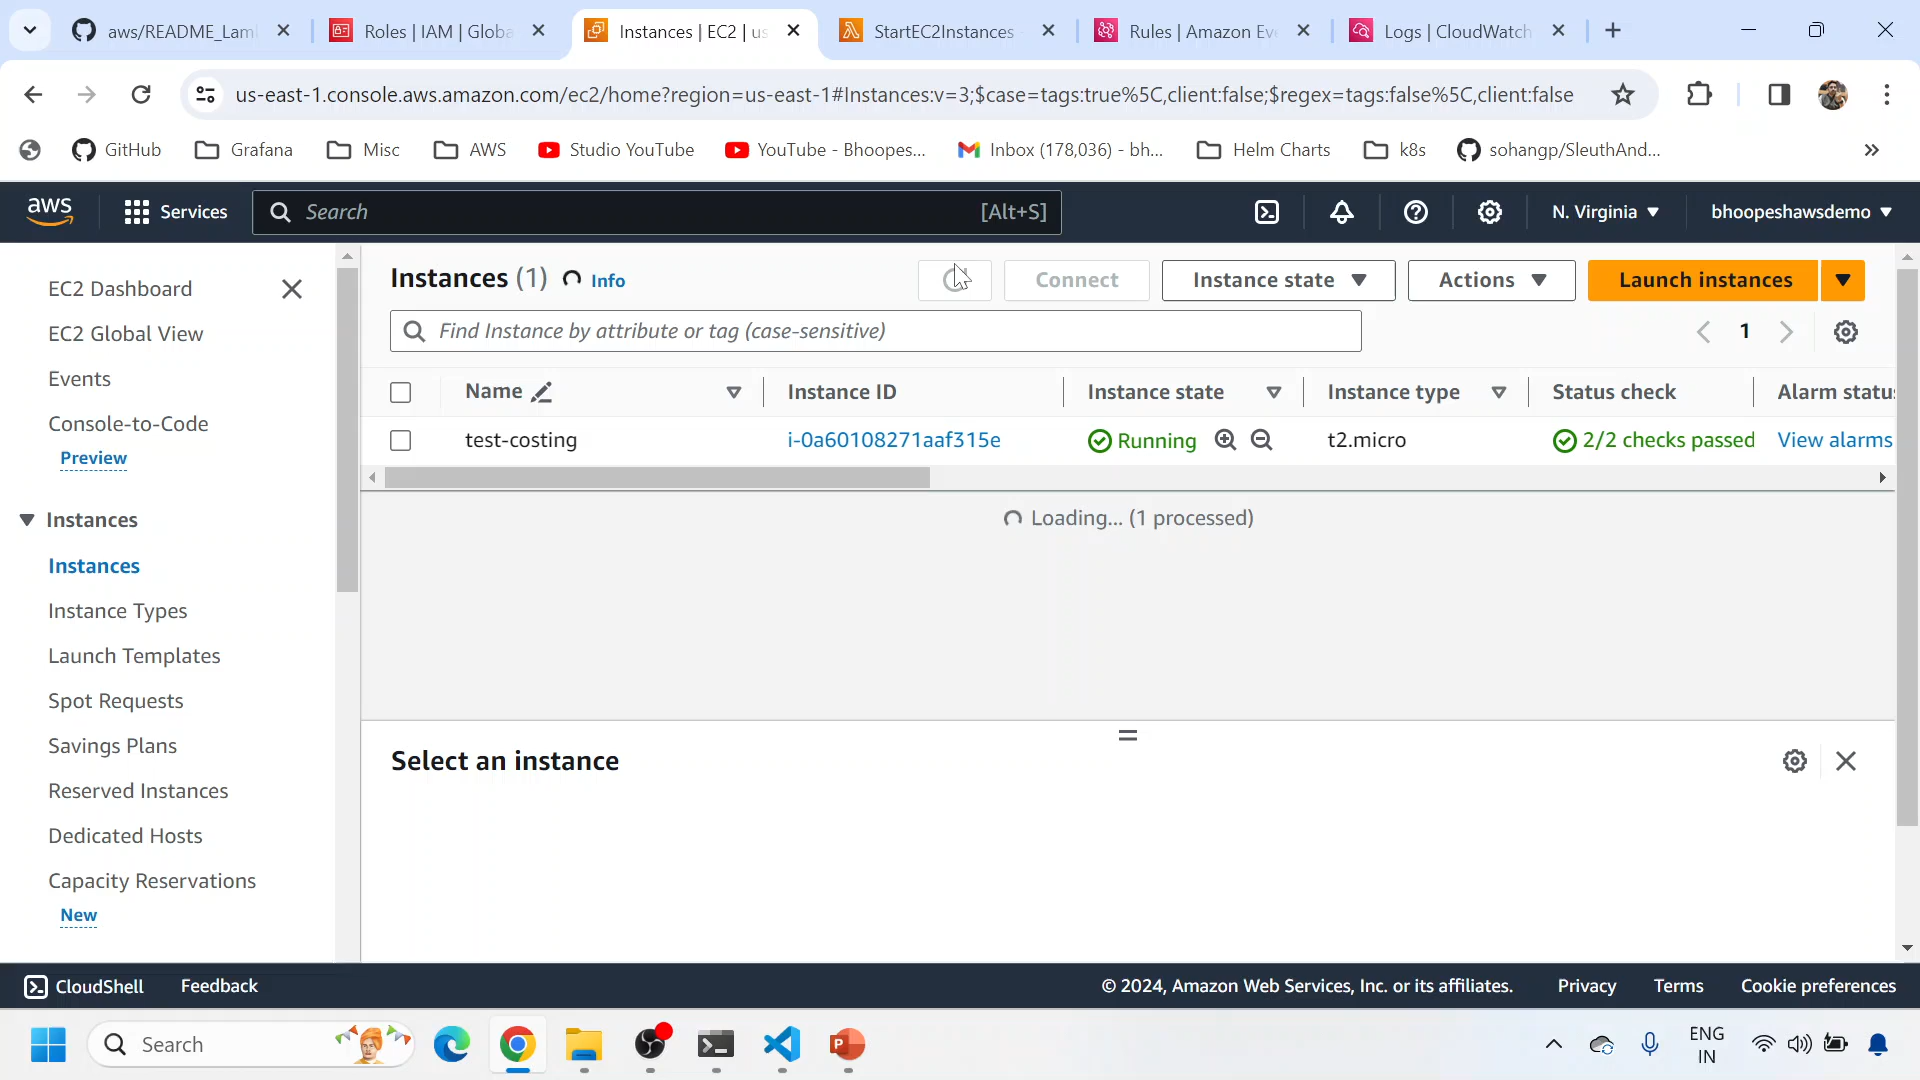 aws/README_Lam
Roles | IAM | Globa
Instances | EC2 | us
StartEC2Instances
Rules | Amazon Eve
Logs | CloudWatch
us-east-1.console.aws.amazon.com/ec2/home?region=us-east-1#Instances:v=3;$case=tags:true%5C,client:false;$regex=tags:false%5C,client:false
GitHub
Grafana
Misc
AWS
Studio YouTube
YouTube - Bhoopes...
Inbox (178,036) - bh...
Helm Charts
k8s
sohangp/SleuthAnd...
»
aws
Services
Search
[Alt+S]
N. Virginia
bhoopeshawsdemo
EC2 Dashboard
EC2 Global View
Events
Console-to-Code
Preview
Instances
Instances
Instance Types
Launch Templates
Spot Requests
Savings Plans
Reserved Instances
Dedicated Hosts
Capacity Reservations
New
Instances (1)
Info
Connect
Instance state
Actions
Launch instances
Find Instance by attribute or tag (case-sensitive)
1
Name
Instance ID
Instance state
Instance type
Status check
Alarm statu
test-costing
i-0a60108271aaf315e
Running
t2.micro
2/2 checks passed
View alarms
Loading... (1 processed)
Select an instance
CloudShell
Feedback
© 2024, Amazon Web Services, Inc. or its affiliates.
Privacy
Terms
Cookie preferences
Search
ENG
IN